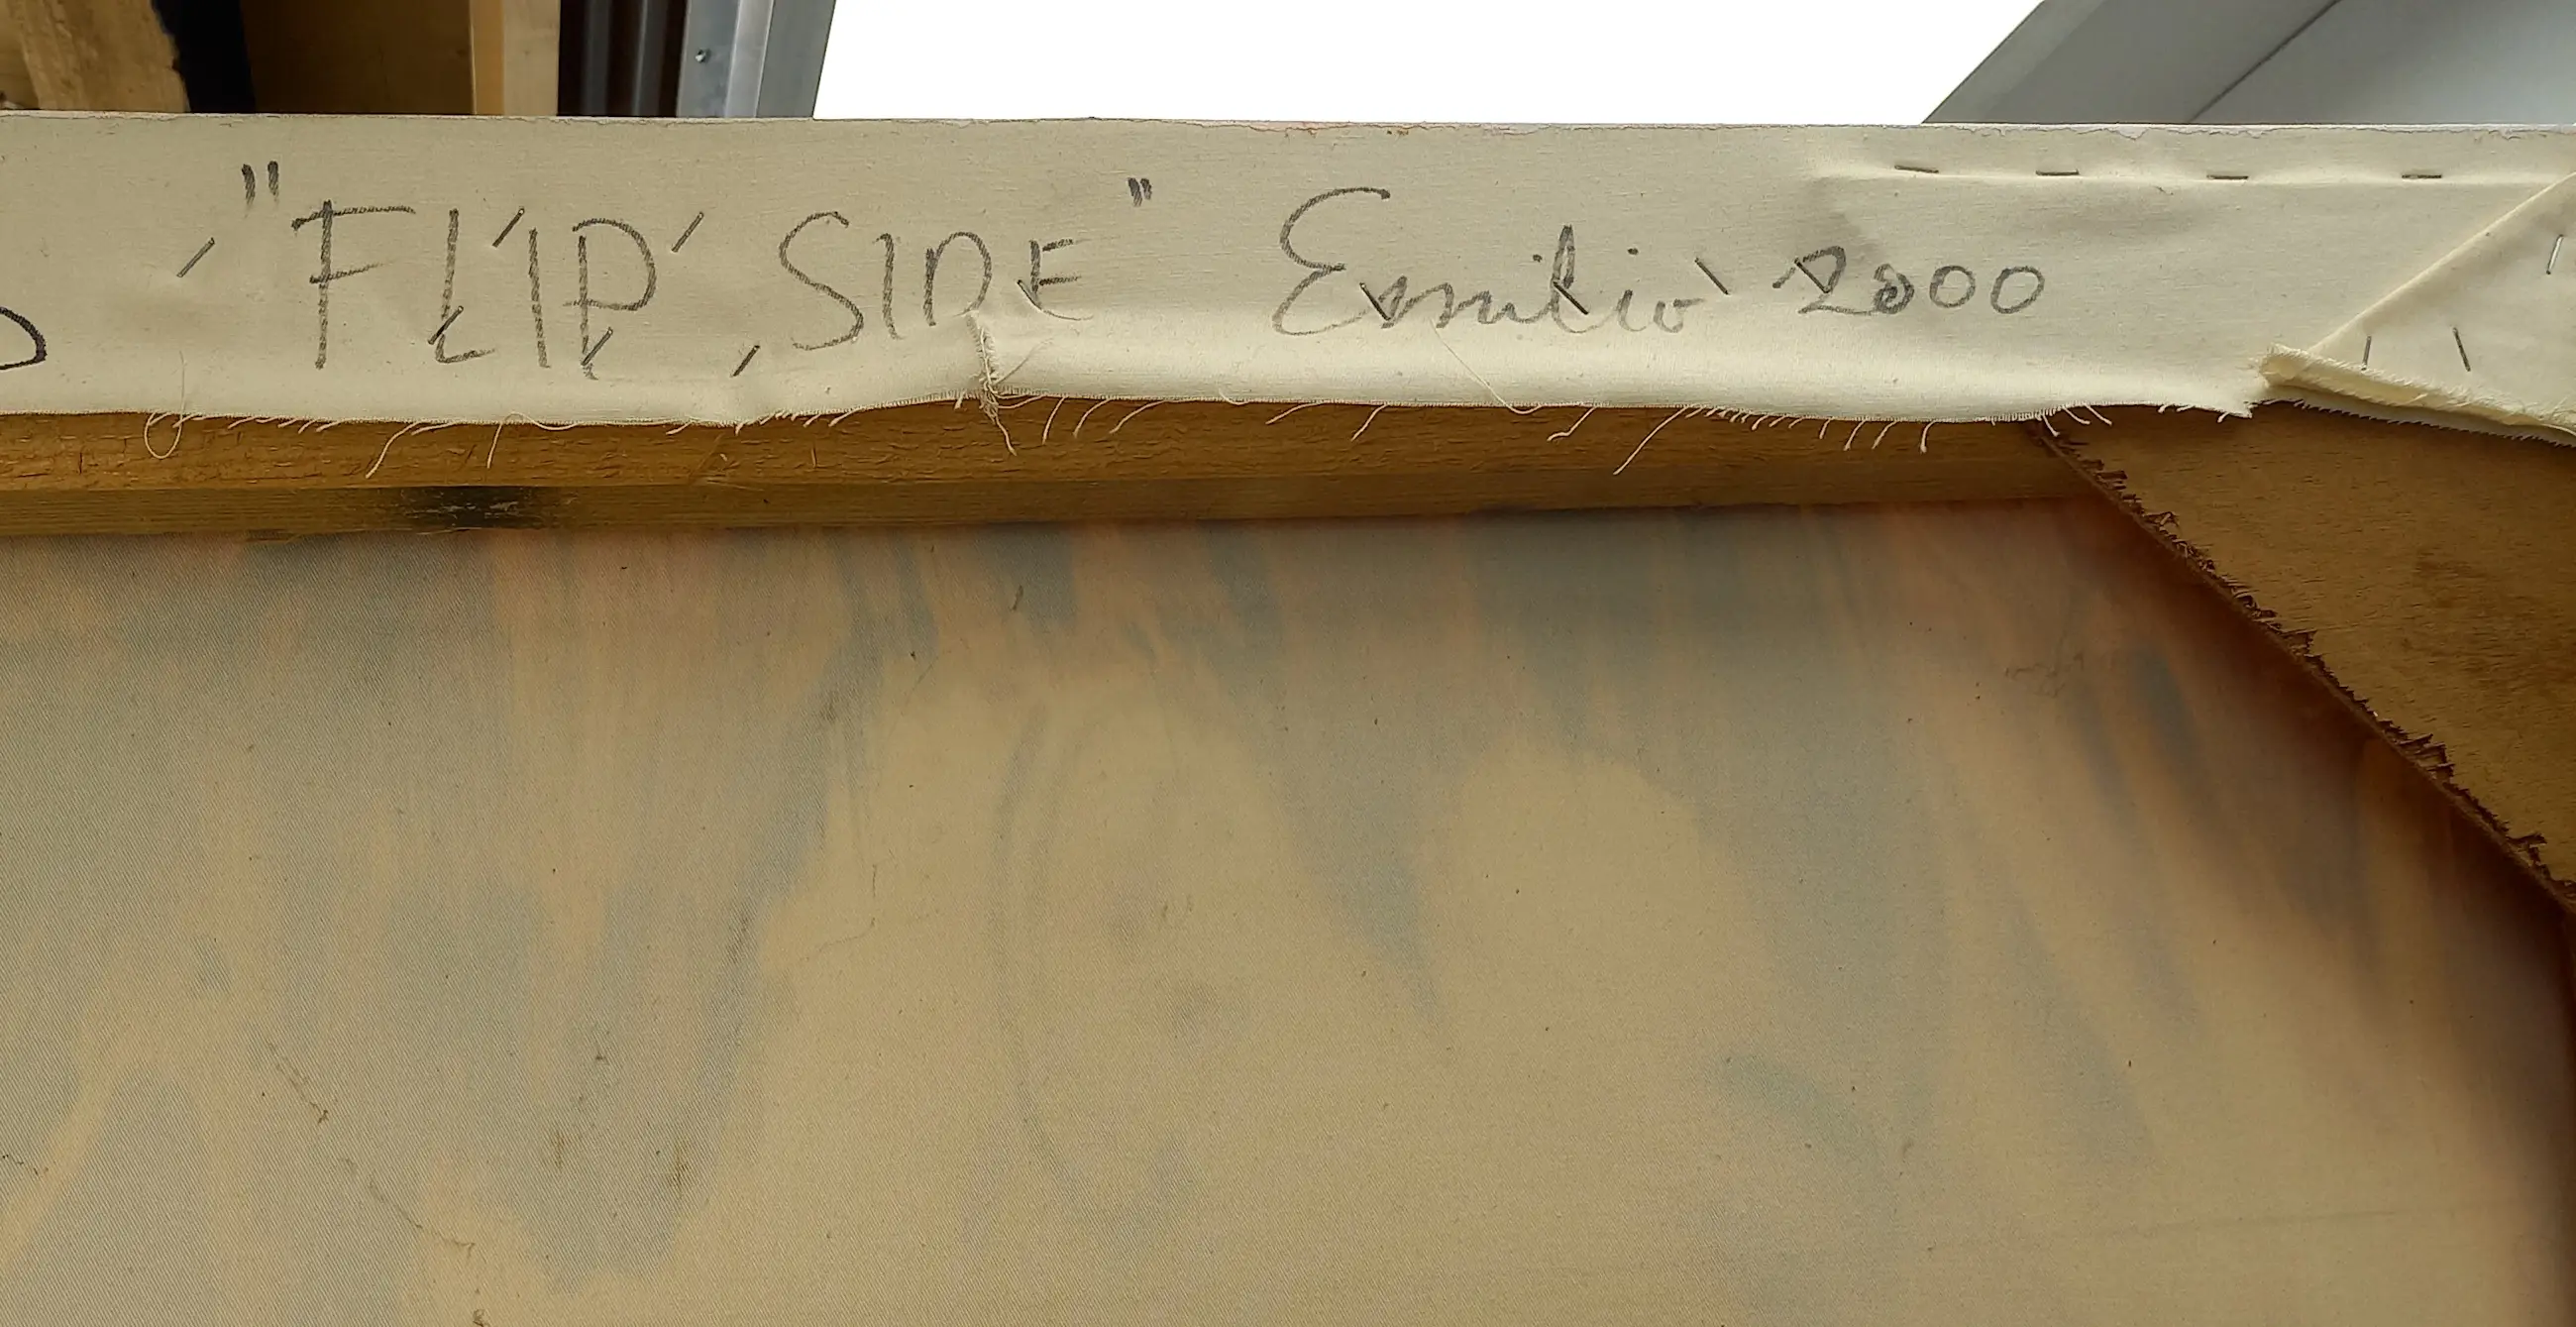 "FLIP SIDE" Emilio 2000